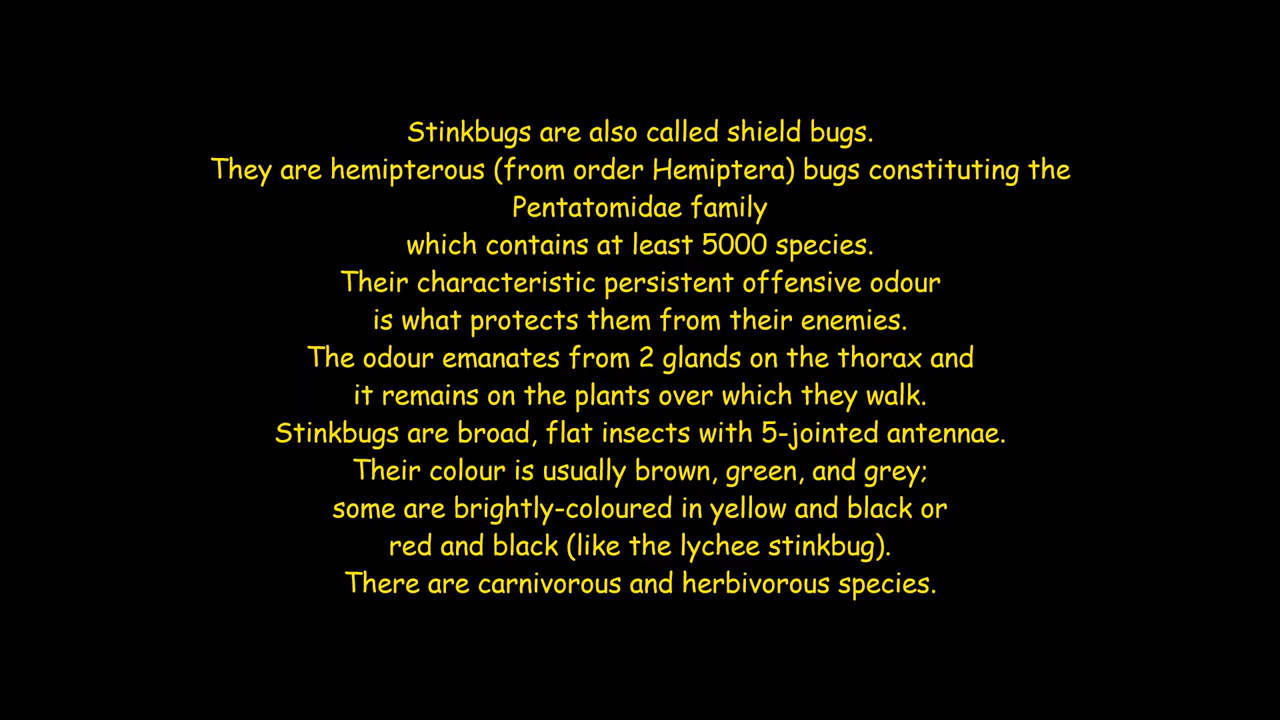 Stinkbugs are also called shield bugs.
They are hemipterous (from order Hemiptera) bugs constituting the
Pentatomidae family
which contains at least 5000 species.
Their characteristic persistent offensive odour
is what protects them from their enemies.
The odour emanates from 2 glands on the thorax and
it remains on the plants over which they walk.
Stinkbugs are broad, flat insects with 5-jointed antennae.
Their colour is usually brown, green, and grey;
some are brightly-coloured in yellow and black or
red and black (like the lychee stinkbug).
There are carnivorous and herbivorous species.